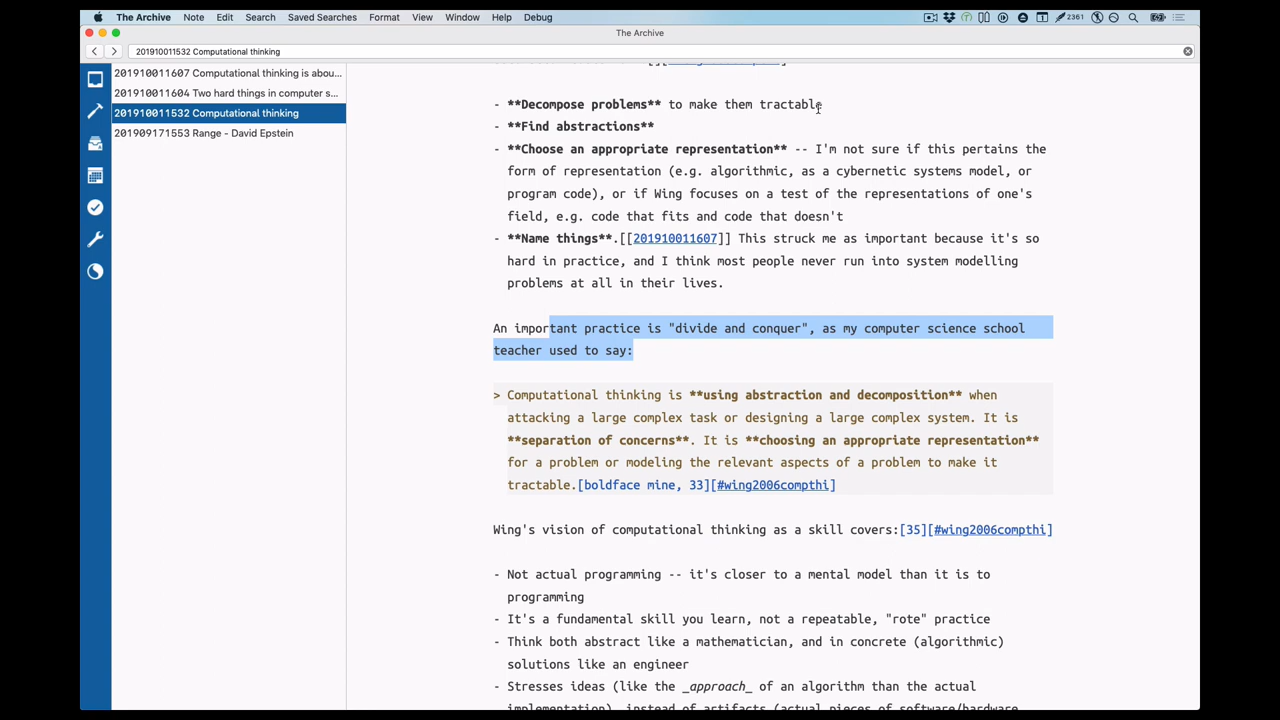 The Archive Note Edit Search Saved Searches Format View Window Help Debug 2361
The Archive
201910011532 Computational thinking
201910011607 Computational thinking is abou...
201910011604 Two hard things in computer s...
201910011532 Computational thinking
201909171553 Range - David Epstein
- **Decompose problems** to make them tractable
- **Find abstractions**
- **Choose an appropriate representation** -- I'm not sure if this pertains the
form of representation (e.g. algorithmic, as a cybernetic systems model, or
program code), or if Wing focuses on a test of the representations of one's
field, e.g. code that fits and code that doesn't
- **Name things**.[[201910011607]] This struck me as important because it's so
hard in practice, and I think most people never run into system modelling
problems at all in their lives.
An important practice is "divide and conquer", as my computer science school
teacher used to say:
> Computational thinking is **using abstraction and decomposition** when
attacking a large complex task or designing a large complex system. It is
**separation of concerns**. It is **choosing an appropriate representation**
for a problem or modeling the relevant aspects of a problem to make it
tractable.[boldface mine, 33][#wing2006compthi]
Wing's vision of computational thinking as a skill covers:[35][#wing2006compthi]
- Not actual programming -- it's closer to a mental model than it is to
programming
- It's a fundamental skill you learn, not a repeatable, "rote" practice
- Think both abstract like a mathematician, and in concrete (algorithmic)
solutions like an engineer
- Stresses ideas (like the _approach_ of an algorithm than the actual
implementation), instead of artifacts (actual pieces of software/hardware